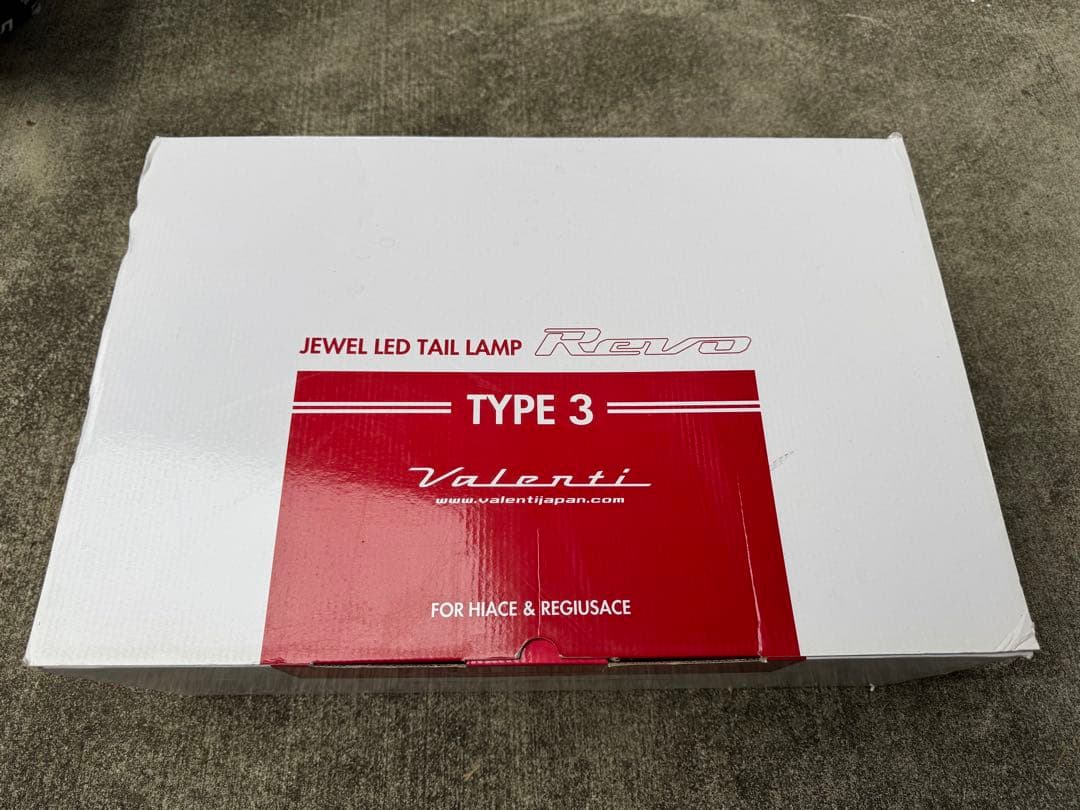 JEWEL LED TAIL LAMP Revo
TYPE 3
Valenti
www.valentijapan.com
FOR HIACE & REGIUSACE